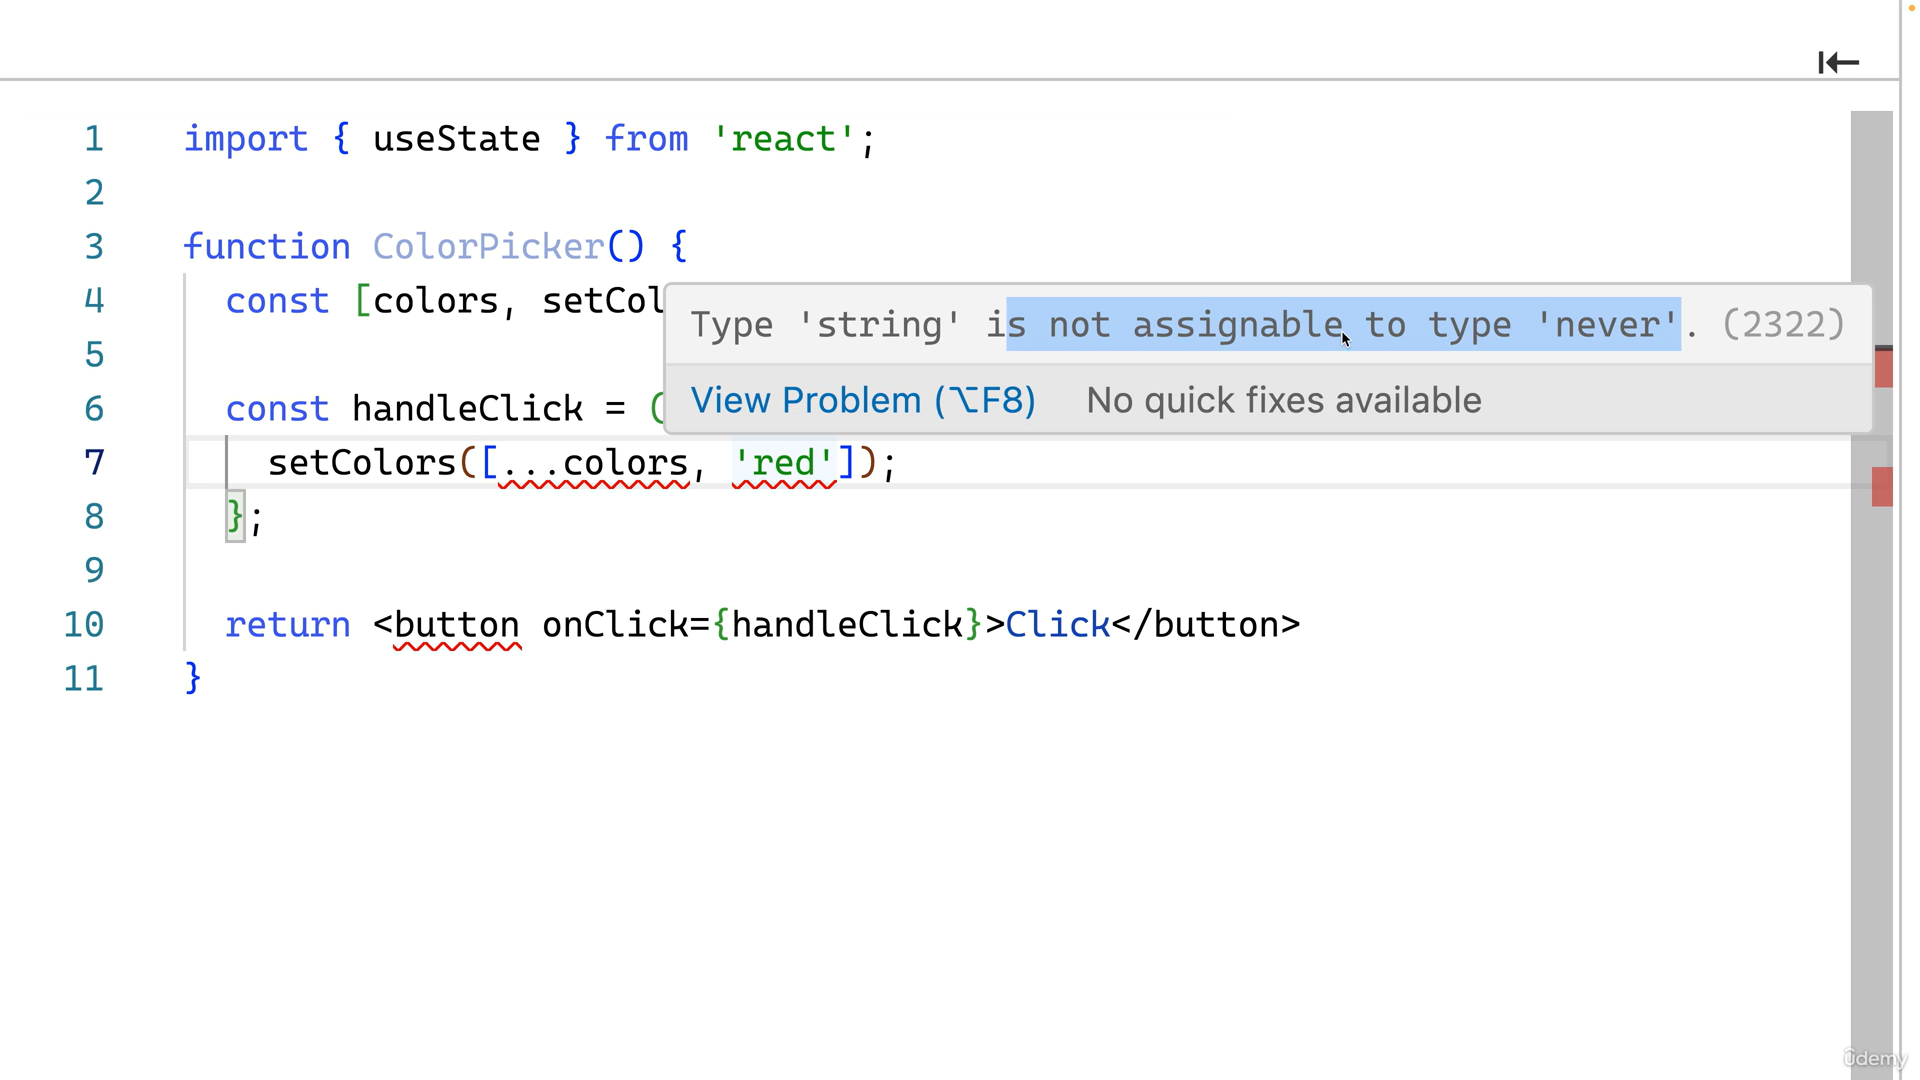 1 import { useState } from 'react';
2
3 function ColorPicker() {
4 const [colors, setCol
Type 'string' is not assignable to type 'never'. (2322)
5
View Problem (⌥F8) No quick fixes available
6 const handleClick = (
7 setColors([...colors, 'red']);
8 };
9
10 return <button onClick={handleClick}>Click</button>
11 }
ûdemy